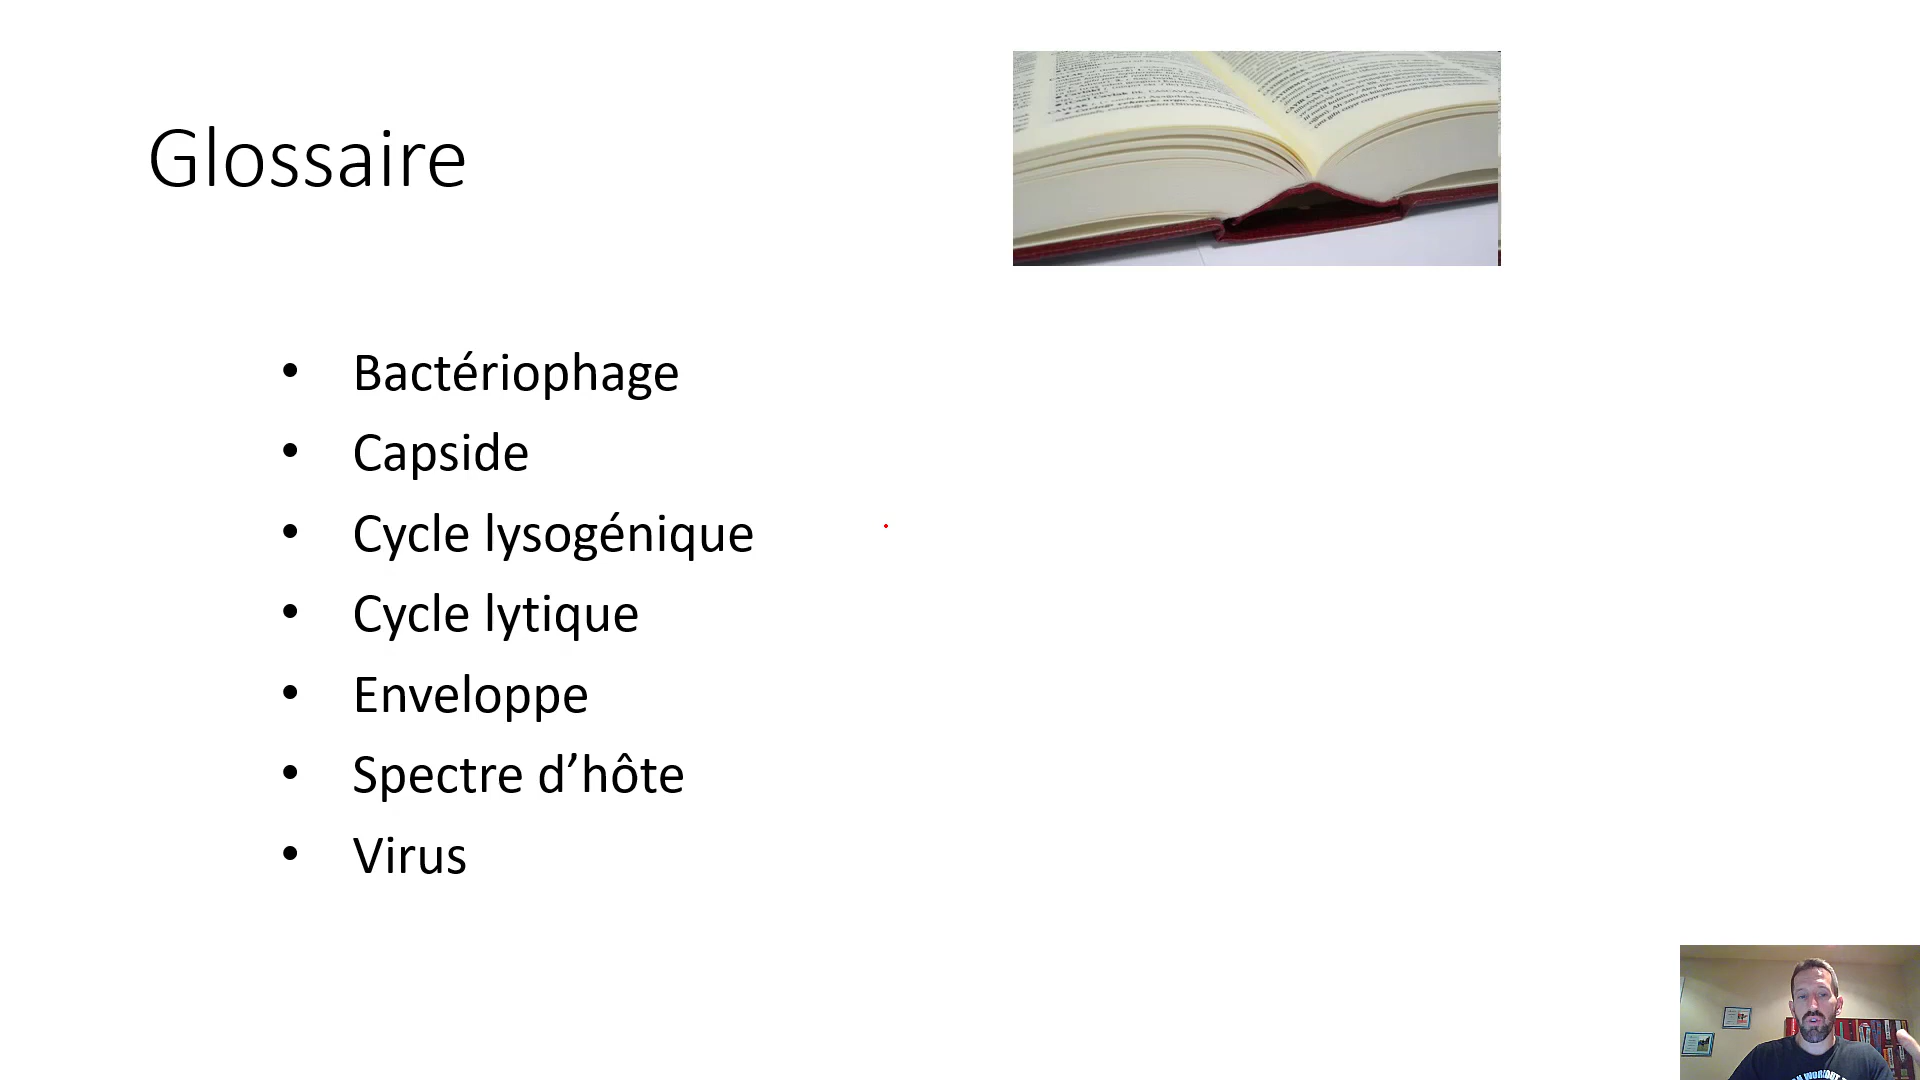 Glossaire
• Bactériophage
• Capside
• Cycle lysogénique
• Cycle lytique
• Enveloppe
• Spectre d’hôte
• Virus